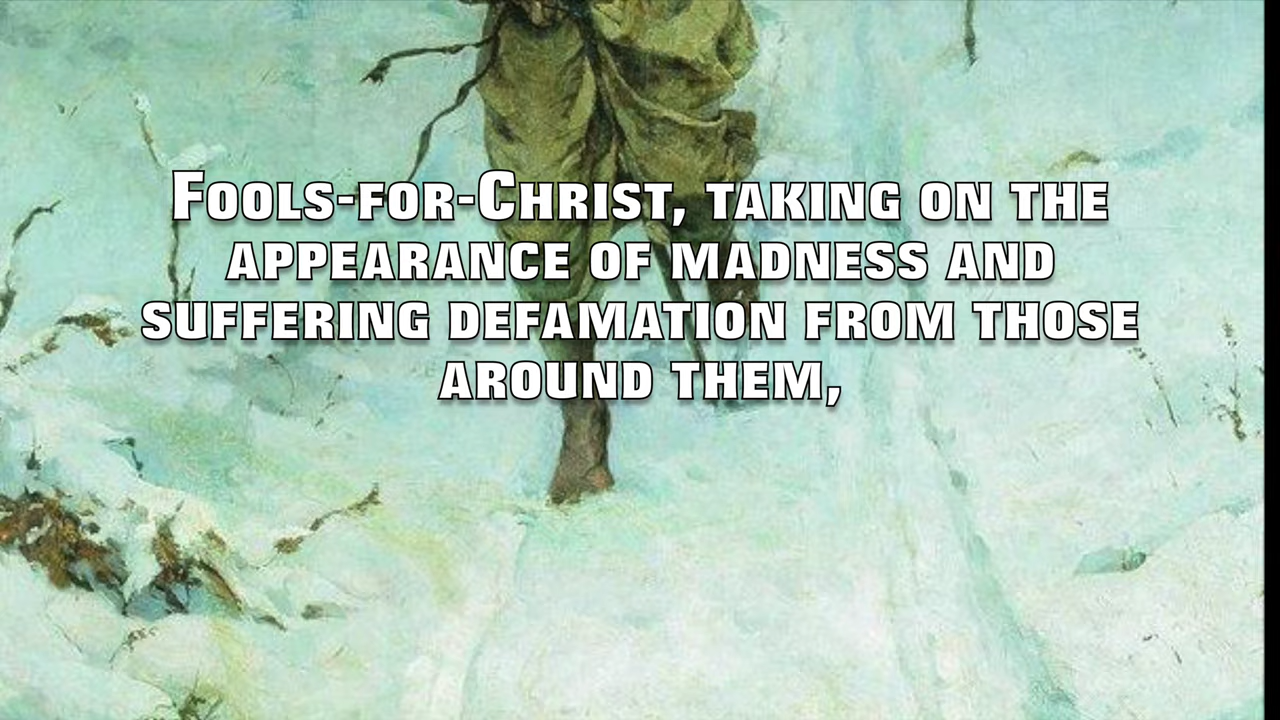 Fools-for-Christ, taking on the
appearance of madness and
suffering defamation from those
around them,